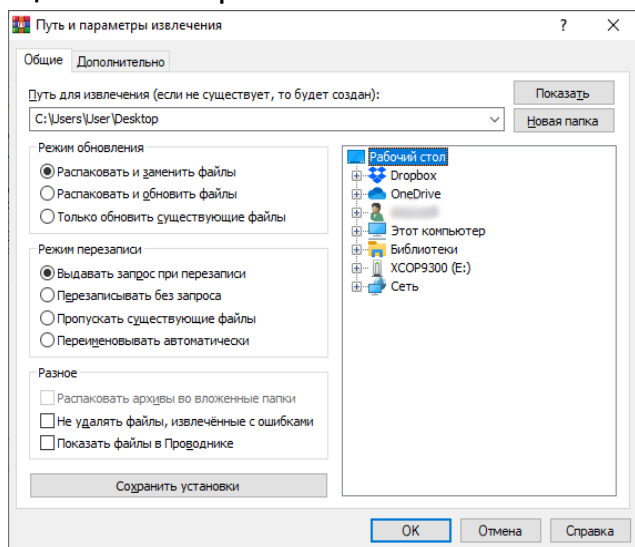 Путь и параметры извлечения
Общие Дополнительно
Путь для извлечения (если не существует, то будет создан):
Показать
C:\Users\User\Desktop
Новая папка
Режим обновления
Распаковать и заменить файлы
Распаковать и обновить файлы
Только обновить существующие файлы
Режим перезаписи
Выдавать запрос при перезаписи
Перезаписывать без запроса
Пропускать существующие файлы
Переименовывать автоматически
Разное
Распаковать архивы во вложенные папки
Не удалять файлы, извлечённые с ошибками
Показать файлы в Проводнике
Сохранить установки
Рабочий стол
Dropbox
OneDrive
Этот компьютер
Библиотеки
XCOP9300 (E:)
Сеть
OK Отмена Справка